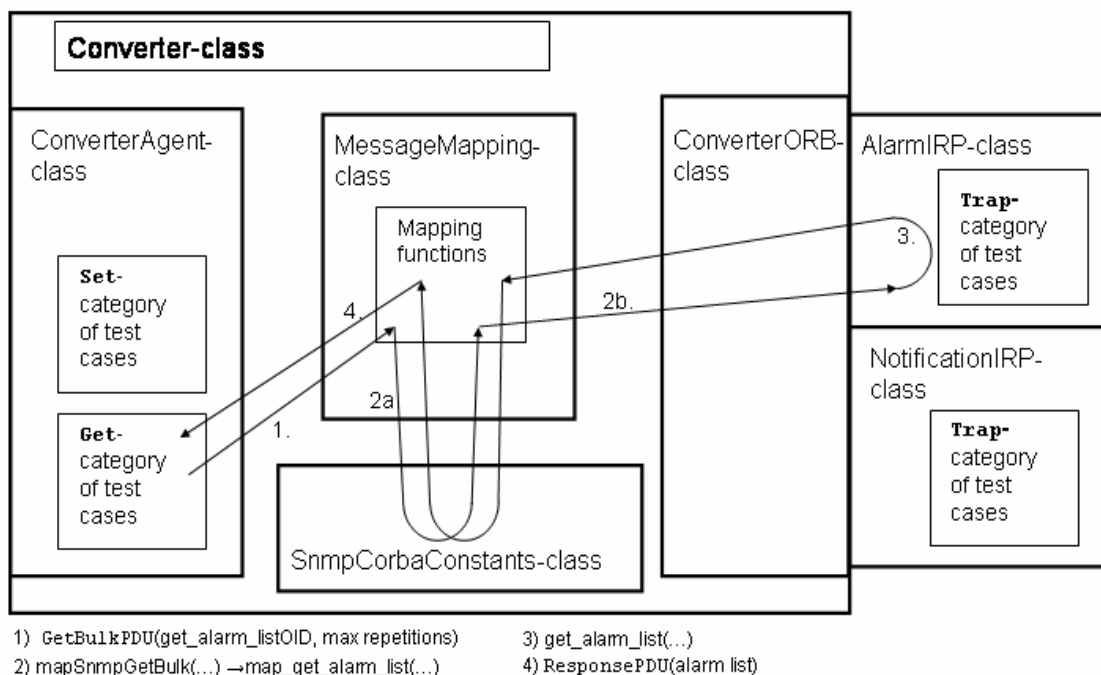 Converter-class
ConverterAgent-
class
Set-
category
of test
cases
Get-
category
of test
cases
MessageMapping-
class
Mapping
functions
4.
1.
2a
2b.
3.
SnmpCorbaConstants-class
ConverterORB-
class
AlarmIRP-class
Trap-
category
of test
cases
NotificationIRP-
class
Trap-
category
of test
cases
1) GetBulkPDU(get_alarm_listOID, max repetitions)
2) mapSnmpGetBulk(...) →map_get_alarm_list(...)
3) get_alarm_list(...)
4) ResponsePDU(alarm list)